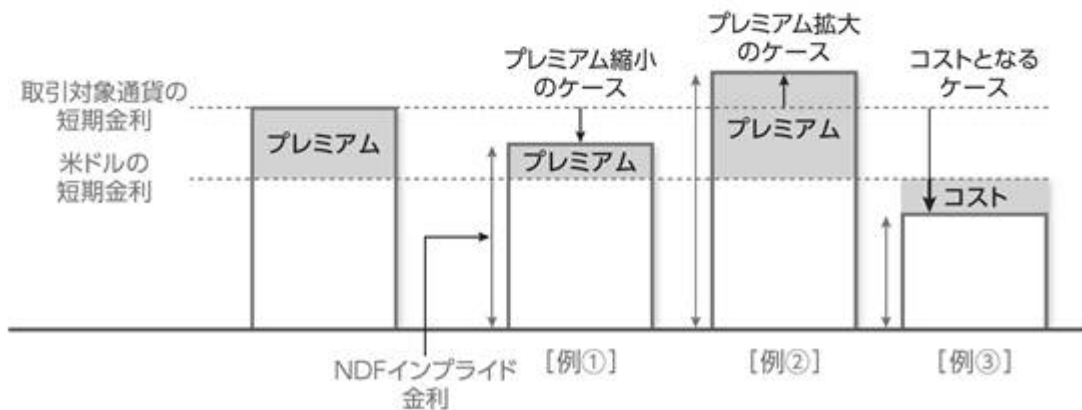 プレミアム縮小
のケース
プレミアム拡大
のケース
コストとなる
ケース
取引対象通貨の
短期金利
米ドルの
短期金利
プレミアム
プレミアム
プレミアム
コスト
NDFインプライド
金利
[例①]
[例②]
[例③]